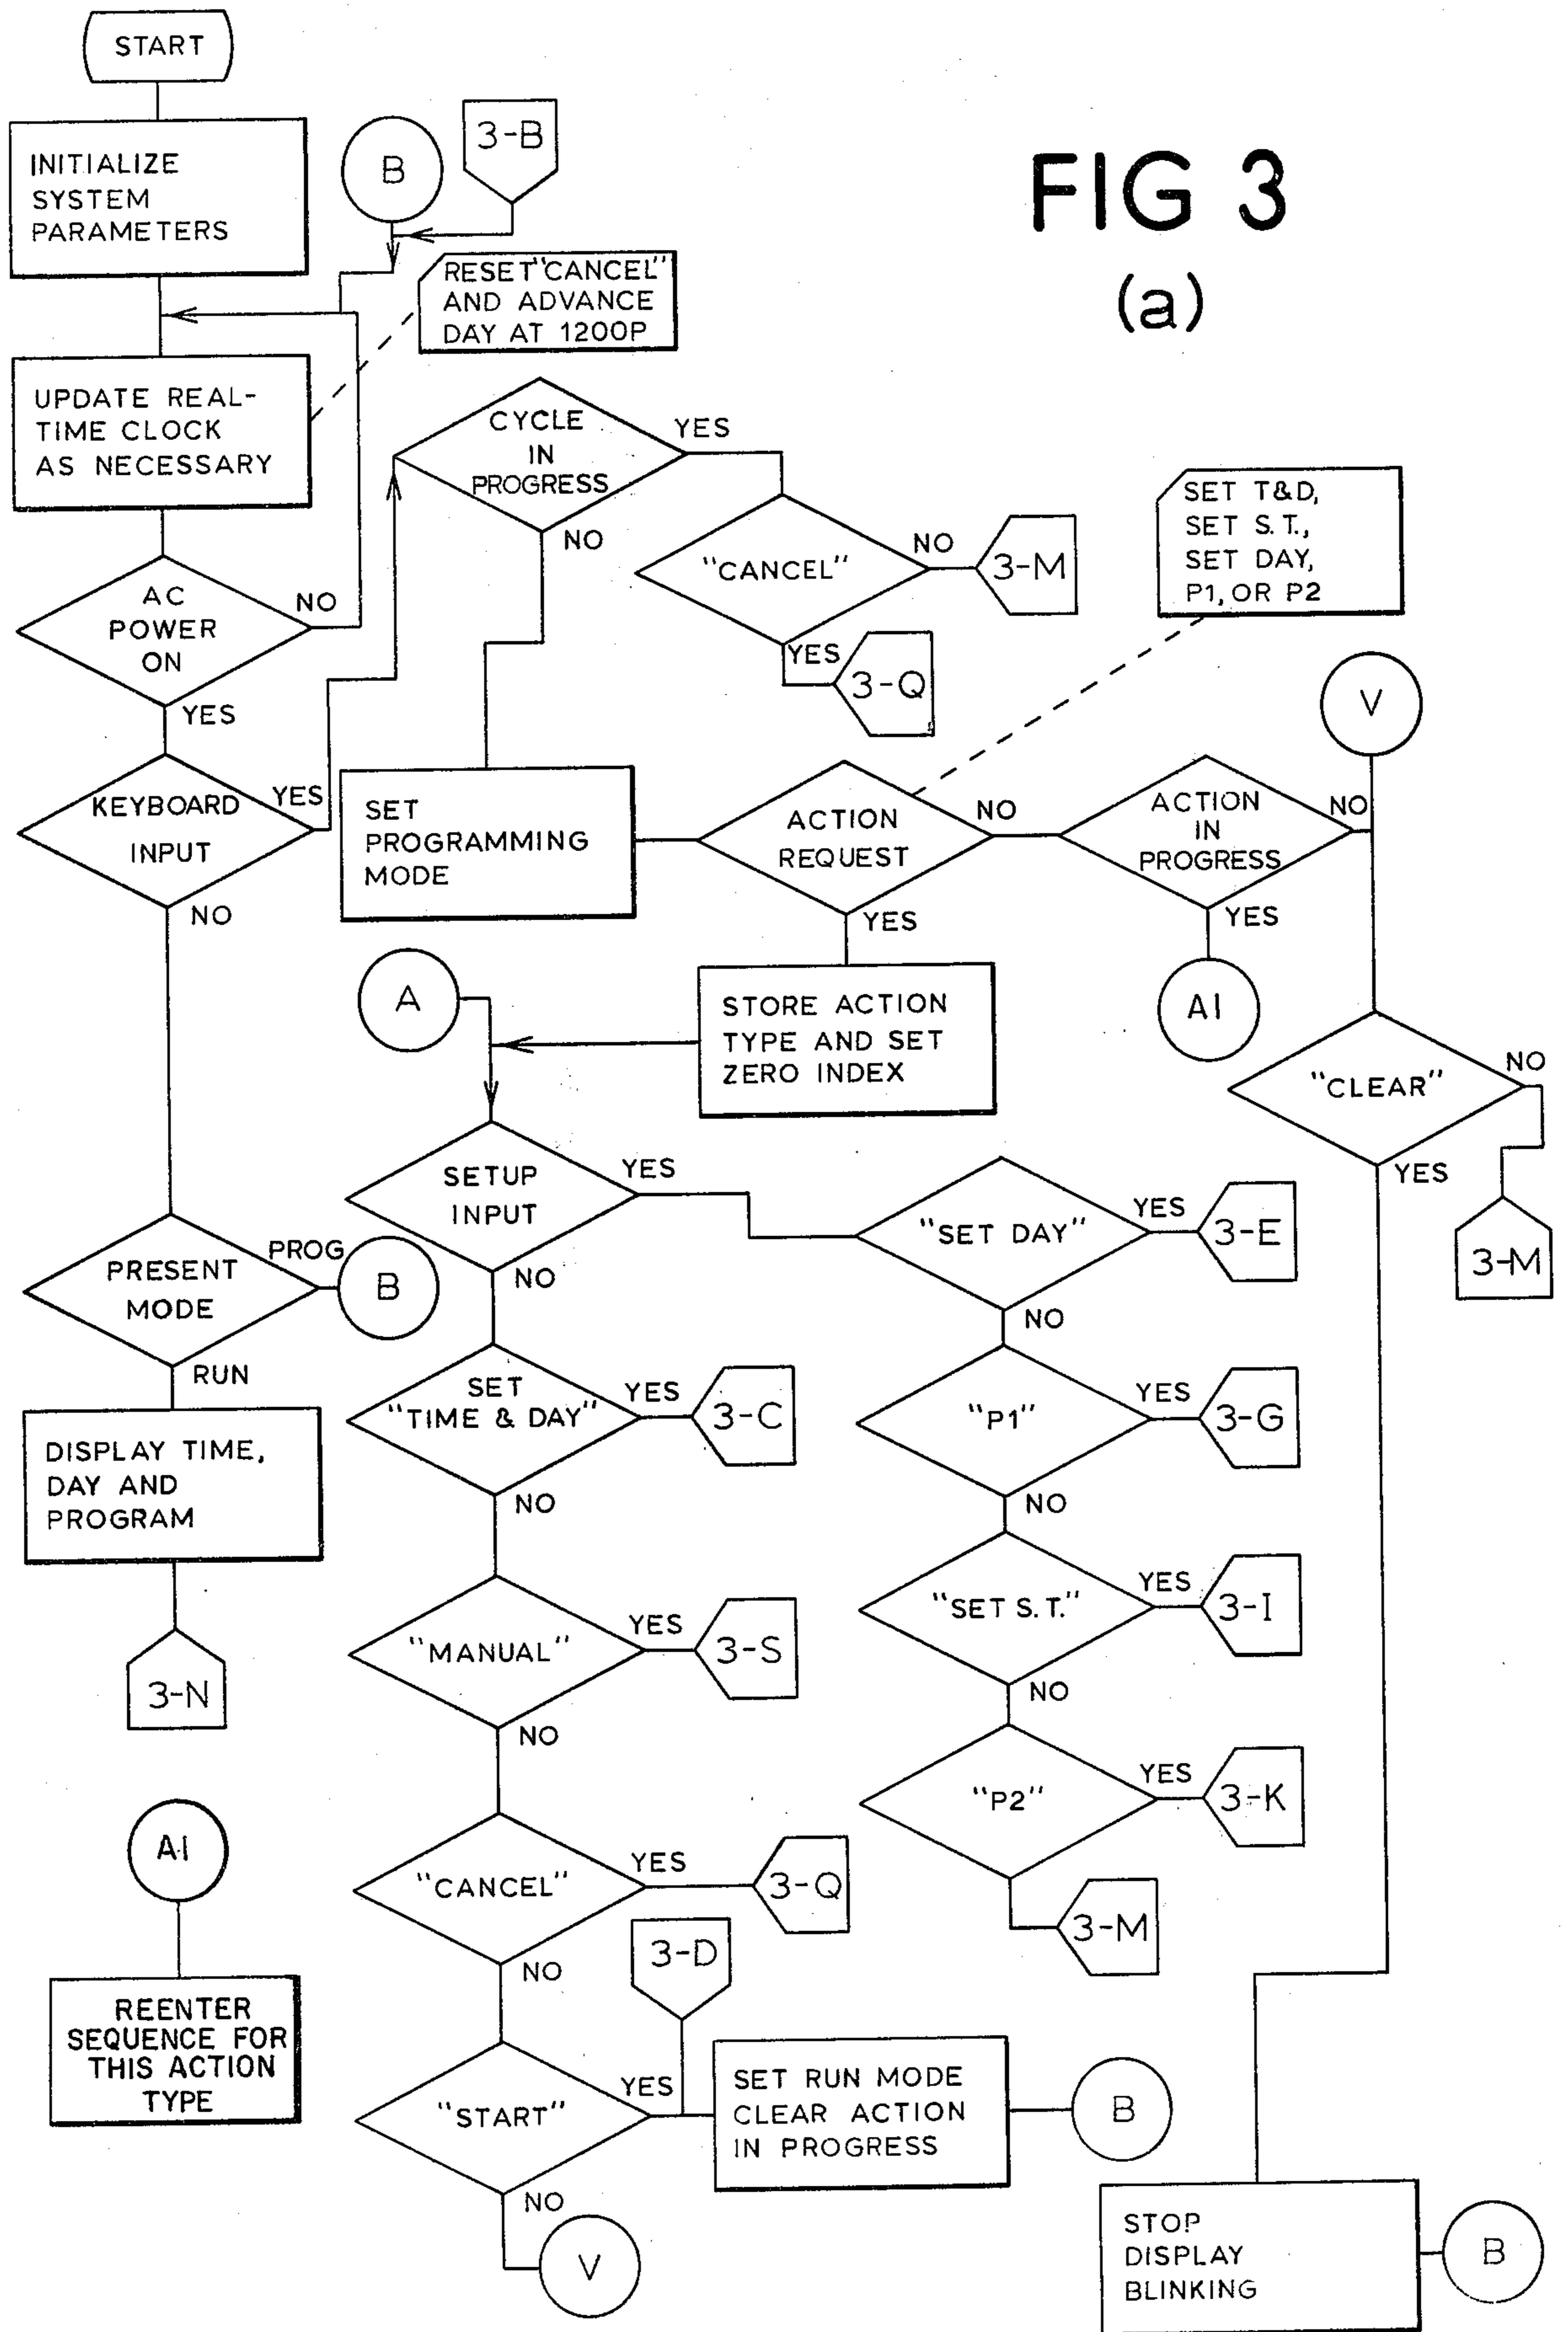 START
INITIALIZE
SYSTEM
PARAMETERS
B
3-B
FIG 3
(a)
RESET "CANCEL"
AND ADVANCE
DAY AT 1200P
UPDATE REAL-
TIME CLOCK
AS NECESSARY
CYCLE
IN
PROGRESS
YES
NO
"CANCEL"
NO
3-M
YES
3-Q
SET T&D,
SET S.T.,
SET DAY,
P1, OR P2
AC
POWER
ON
NO
YES
V
KEYBOARD
INPUT
YES
NO
SET
PROGRAMMING
MODE
ACTION
REQUEST
NO
YES
ACTION
IN
PROGRESS
NO
YES
A1
A
STORE ACTION
TYPE AND SET
ZERO INDEX
"CLEAR"
NO
YES
3-M
SETUP
INPUT
YES
NO
"SET DAY"
YES
3-E
NO
PRESENT
MODE
PROG
B
RUN
SET
"TIME & DAY"
YES
3-C
NO
"P1"
YES
3-G
NO
DISPLAY TIME,
DAY AND
PROGRAM
3-N
"MANUAL"
YES
3-S
NO
"SET S.T."
YES
3-I
NO
"P2"
YES
3-K
3-M
A1
REENTER
SEQUENCE FOR
THIS ACTION
TYPE
"CANCEL"
YES
3-Q
NO
3-D
"START"
YES
NO
V
SET RUN MODE
CLEAR ACTION
IN PROGRESS
B
STOP
DISPLAY
BLINKING
B